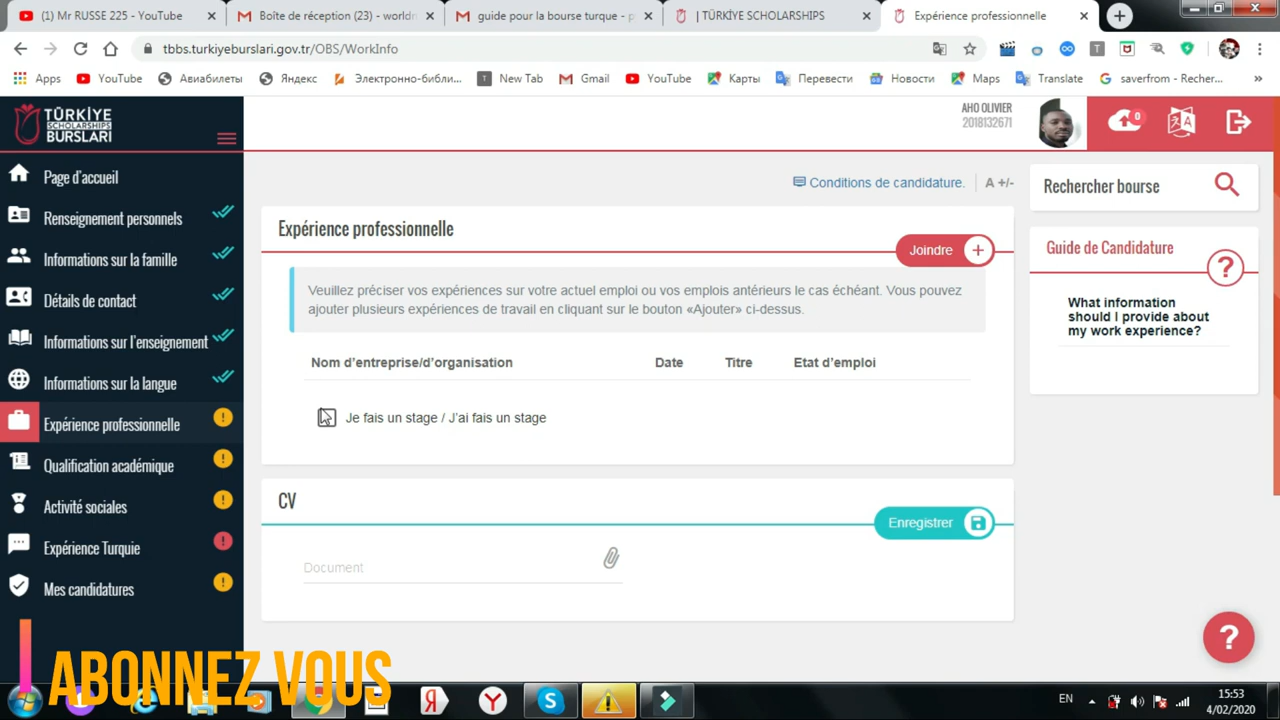 (1) Mr RUSSE 225 - YouTube
Boîte de réception (23) - worldn
guide pour la bourse turque - p
| TÜRKİYE SCHOLARSHIPS
Expérience professionnelle
tbbs.turkiyeburslari.gov.tr/OBS/WorkInfo
Apps
YouTube
Авиабилеты
Яндекс
Электронно-библи...
New Tab
Gmail
YouTube
Карты
Перевести
Новости
Maps
Translate
saverfrom - Recher...
»
TÜRKİYE
SCHOLARSHIPS
BURSLARI
AHO OLIVIER
2018132671
0
Page d'accueil
Renseignement personnels
Informations sur la famille
Détails de contact
Informations sur l'enseignement
Informations sur la langue
Expérience professionnelle
Qualification académique
Activité sociales
Expérience Turquie
Mes candidatures
Conditions de candidature.
A +/-
Expérience professionnelle
Joindre +
Veuillez préciser vos expériences sur votre actuel emploi ou vos emplois antérieurs le cas échéant. Vous pouvez
ajouter plusieurs expériences de travail en cliquant sur le bouton «Ajouter» ci-dessus.
Nom d'entreprise/d'organisation Date Titre Etat d'emploi
Je fais un stage / J'ai fais un stage
CV
Enregistrer
Document
Rechercher bourse
Guide de Candidature
?
What information
should I provide about
my work experience?
?
ABONNEZ VOUS
EN
15:53
4/02/2020